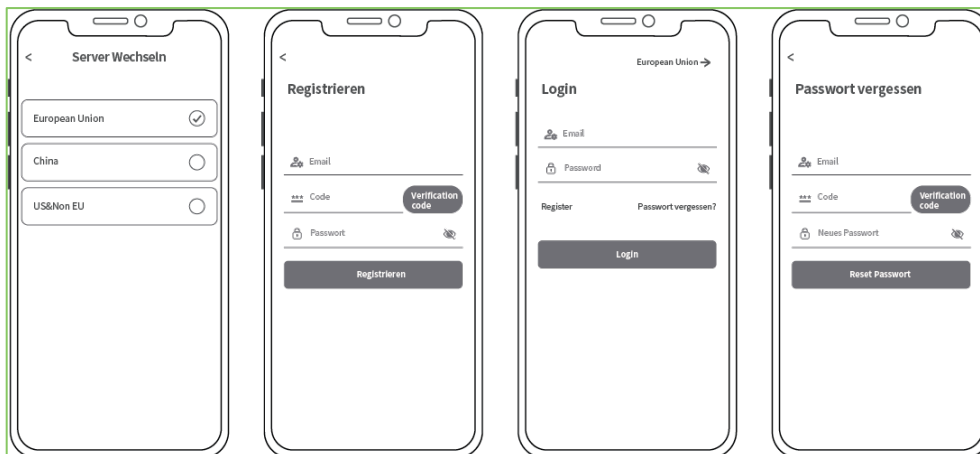 < Server Wechseln
European Union
China
US&Non EU
<
Registrieren
Email
*** Code
Verification
code
Passwort
Registrieren
European Union →
Login
Email
Password
Register
Passwort vergessen?
Login
<
Passwort vergessen
Email
*** Code
Verification
code
Neues Passwort
Reset Passwort